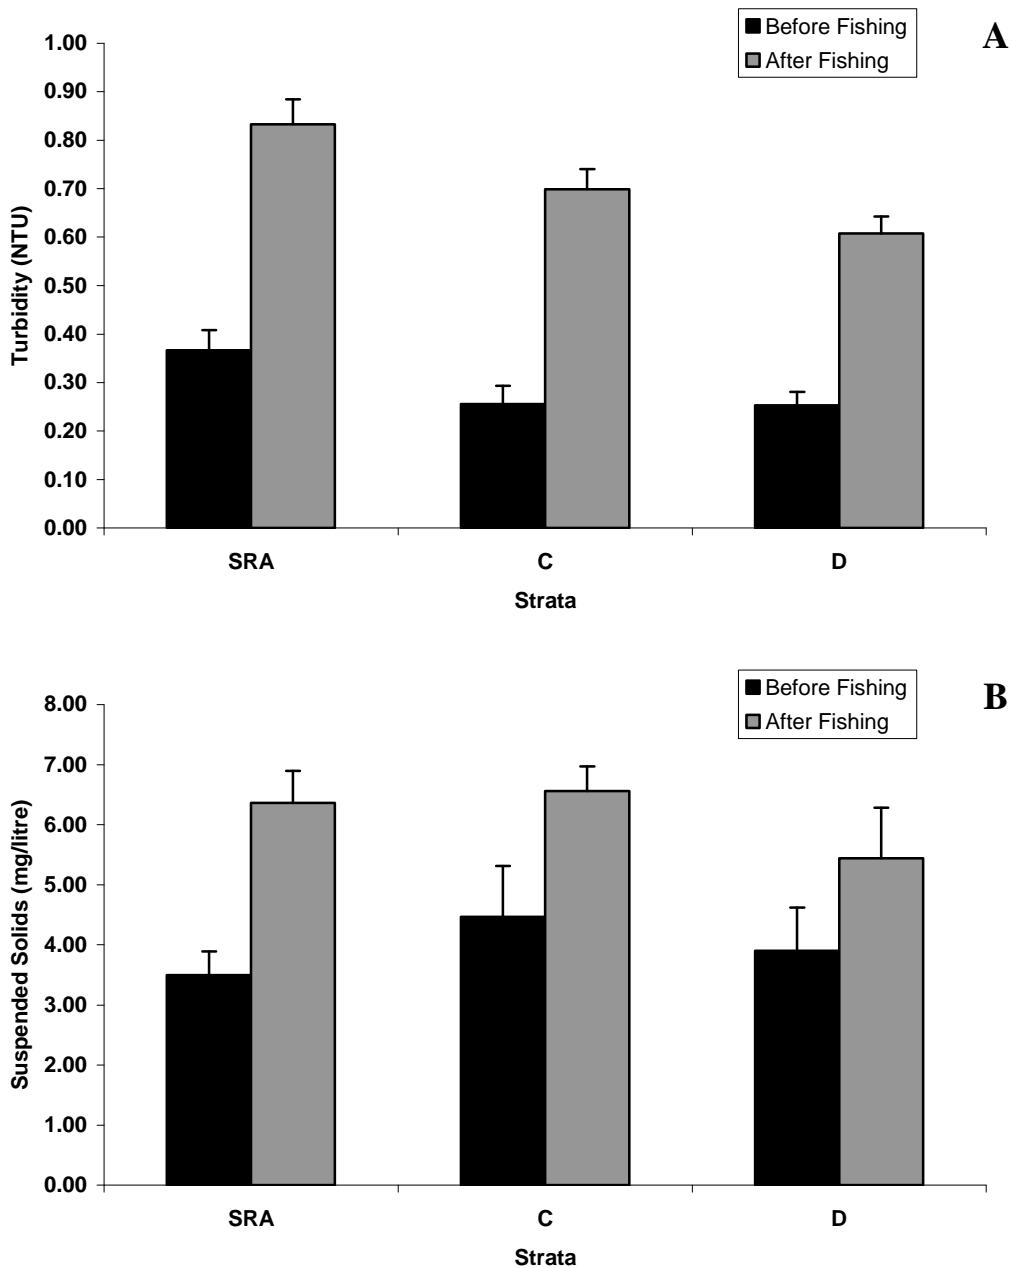 Before Fishing
After Fishing
A
1.00
0.90
0.80
0.70
0.60
0.50
0.40
0.30
0.20
0.10
0.00
Turbidity (NTU)
SRA C D
Strata
Before Fishing
After Fishing
B
8.00
7.00
6.00
5.00
4.00
3.00
2.00
1.00
0.00
Suspended Solids (mg/litre)
SRA C D
Strata